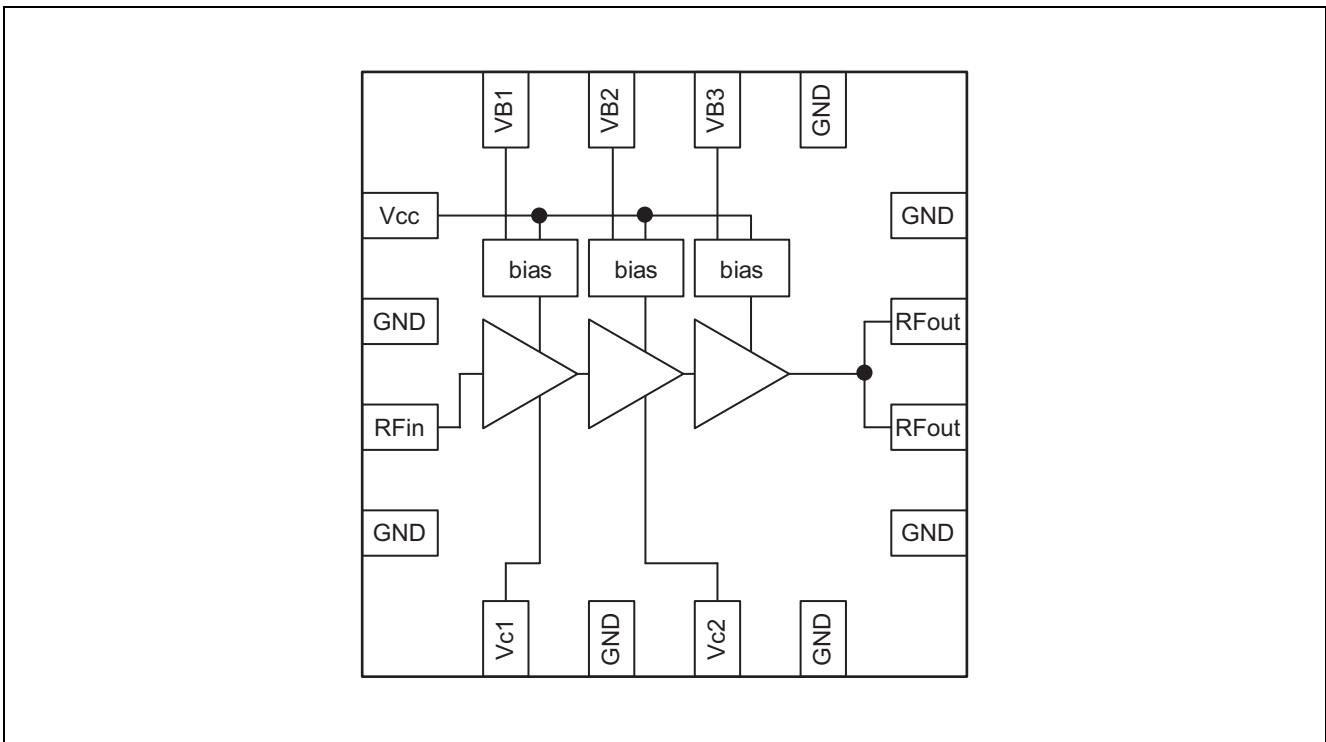 VB1
VB2
VB3
GND
Vcc
GND
bias
bias
bias
GND
RFout
RFin
RFout
GND
GND
Vc1
GND
Vc2
GND